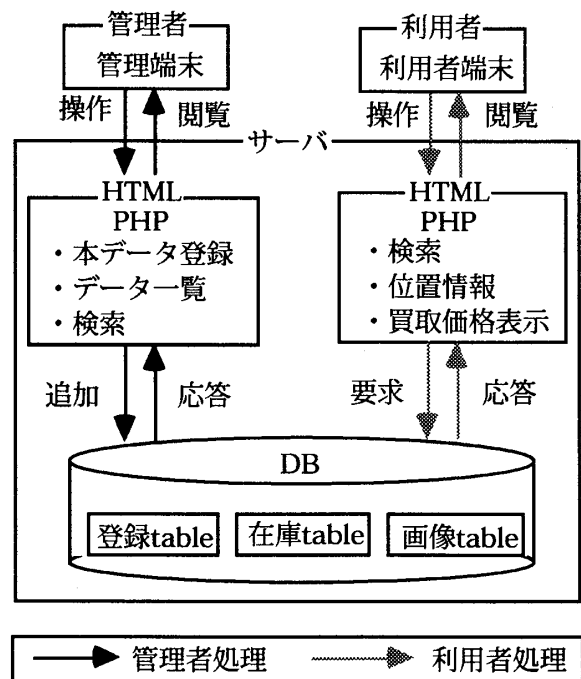 管理者
管理端末
利用者
利用者端末
操作
閲覧
操作
閲覧
サーバ
HTML
PHP
・本データ登録
・データ一覧
・検索
HTML
PHP
・検索
・位置情報
・買取価格表示
追加
応答
要求
応答
DB
登録table
在庫table
画像table
管理者処理
利用者処理